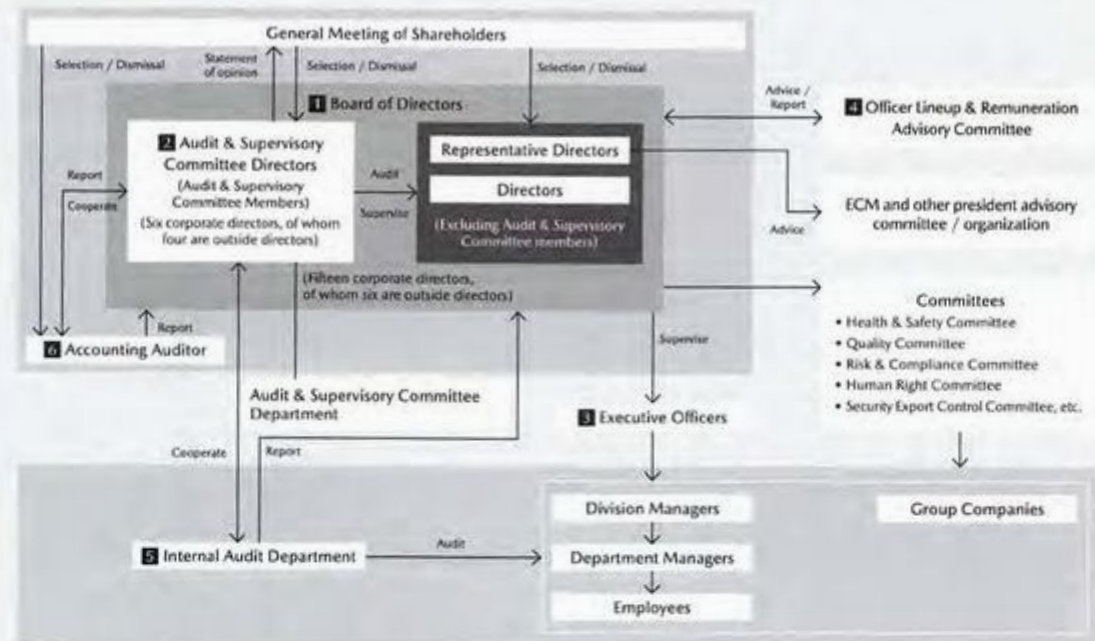 General Meeting of Shareholders
Selection / Dismissal
Statement
of opinion
Selection / Dismissal
Selection / Dismissal
1 Board of Directors
2 Audit & Supervisory
Committee Directors
(Audit & Supervisory
Committee Members)
(Six corporate directors, of whom
four are outside directors)
Report
Cooperate
Audit
Supervise
Representative Directors
Directors
(Excluding Audit & Supervisory
Committee members)
(Fifteen corporate directors,
of whom six are outside directors)
Advice /
Report
4 Officer Lineup & Remuneration
Advisory Committee
ECM and other president advisory
committee / organization
Advice
Committees
• Health & Safety Committee
• Quality Committee
• Risk & Compliance Committee
• Human Right Committee
• Security Export Control Committee, etc.
Report
6 Accounting Auditor
Supervise
Audit & Supervisory Committee
Department
3 Executive Officers
Cooperate
Report
Division Managers
Group Companies
5 Internal Audit Department
Audit
Department Managers
Employees